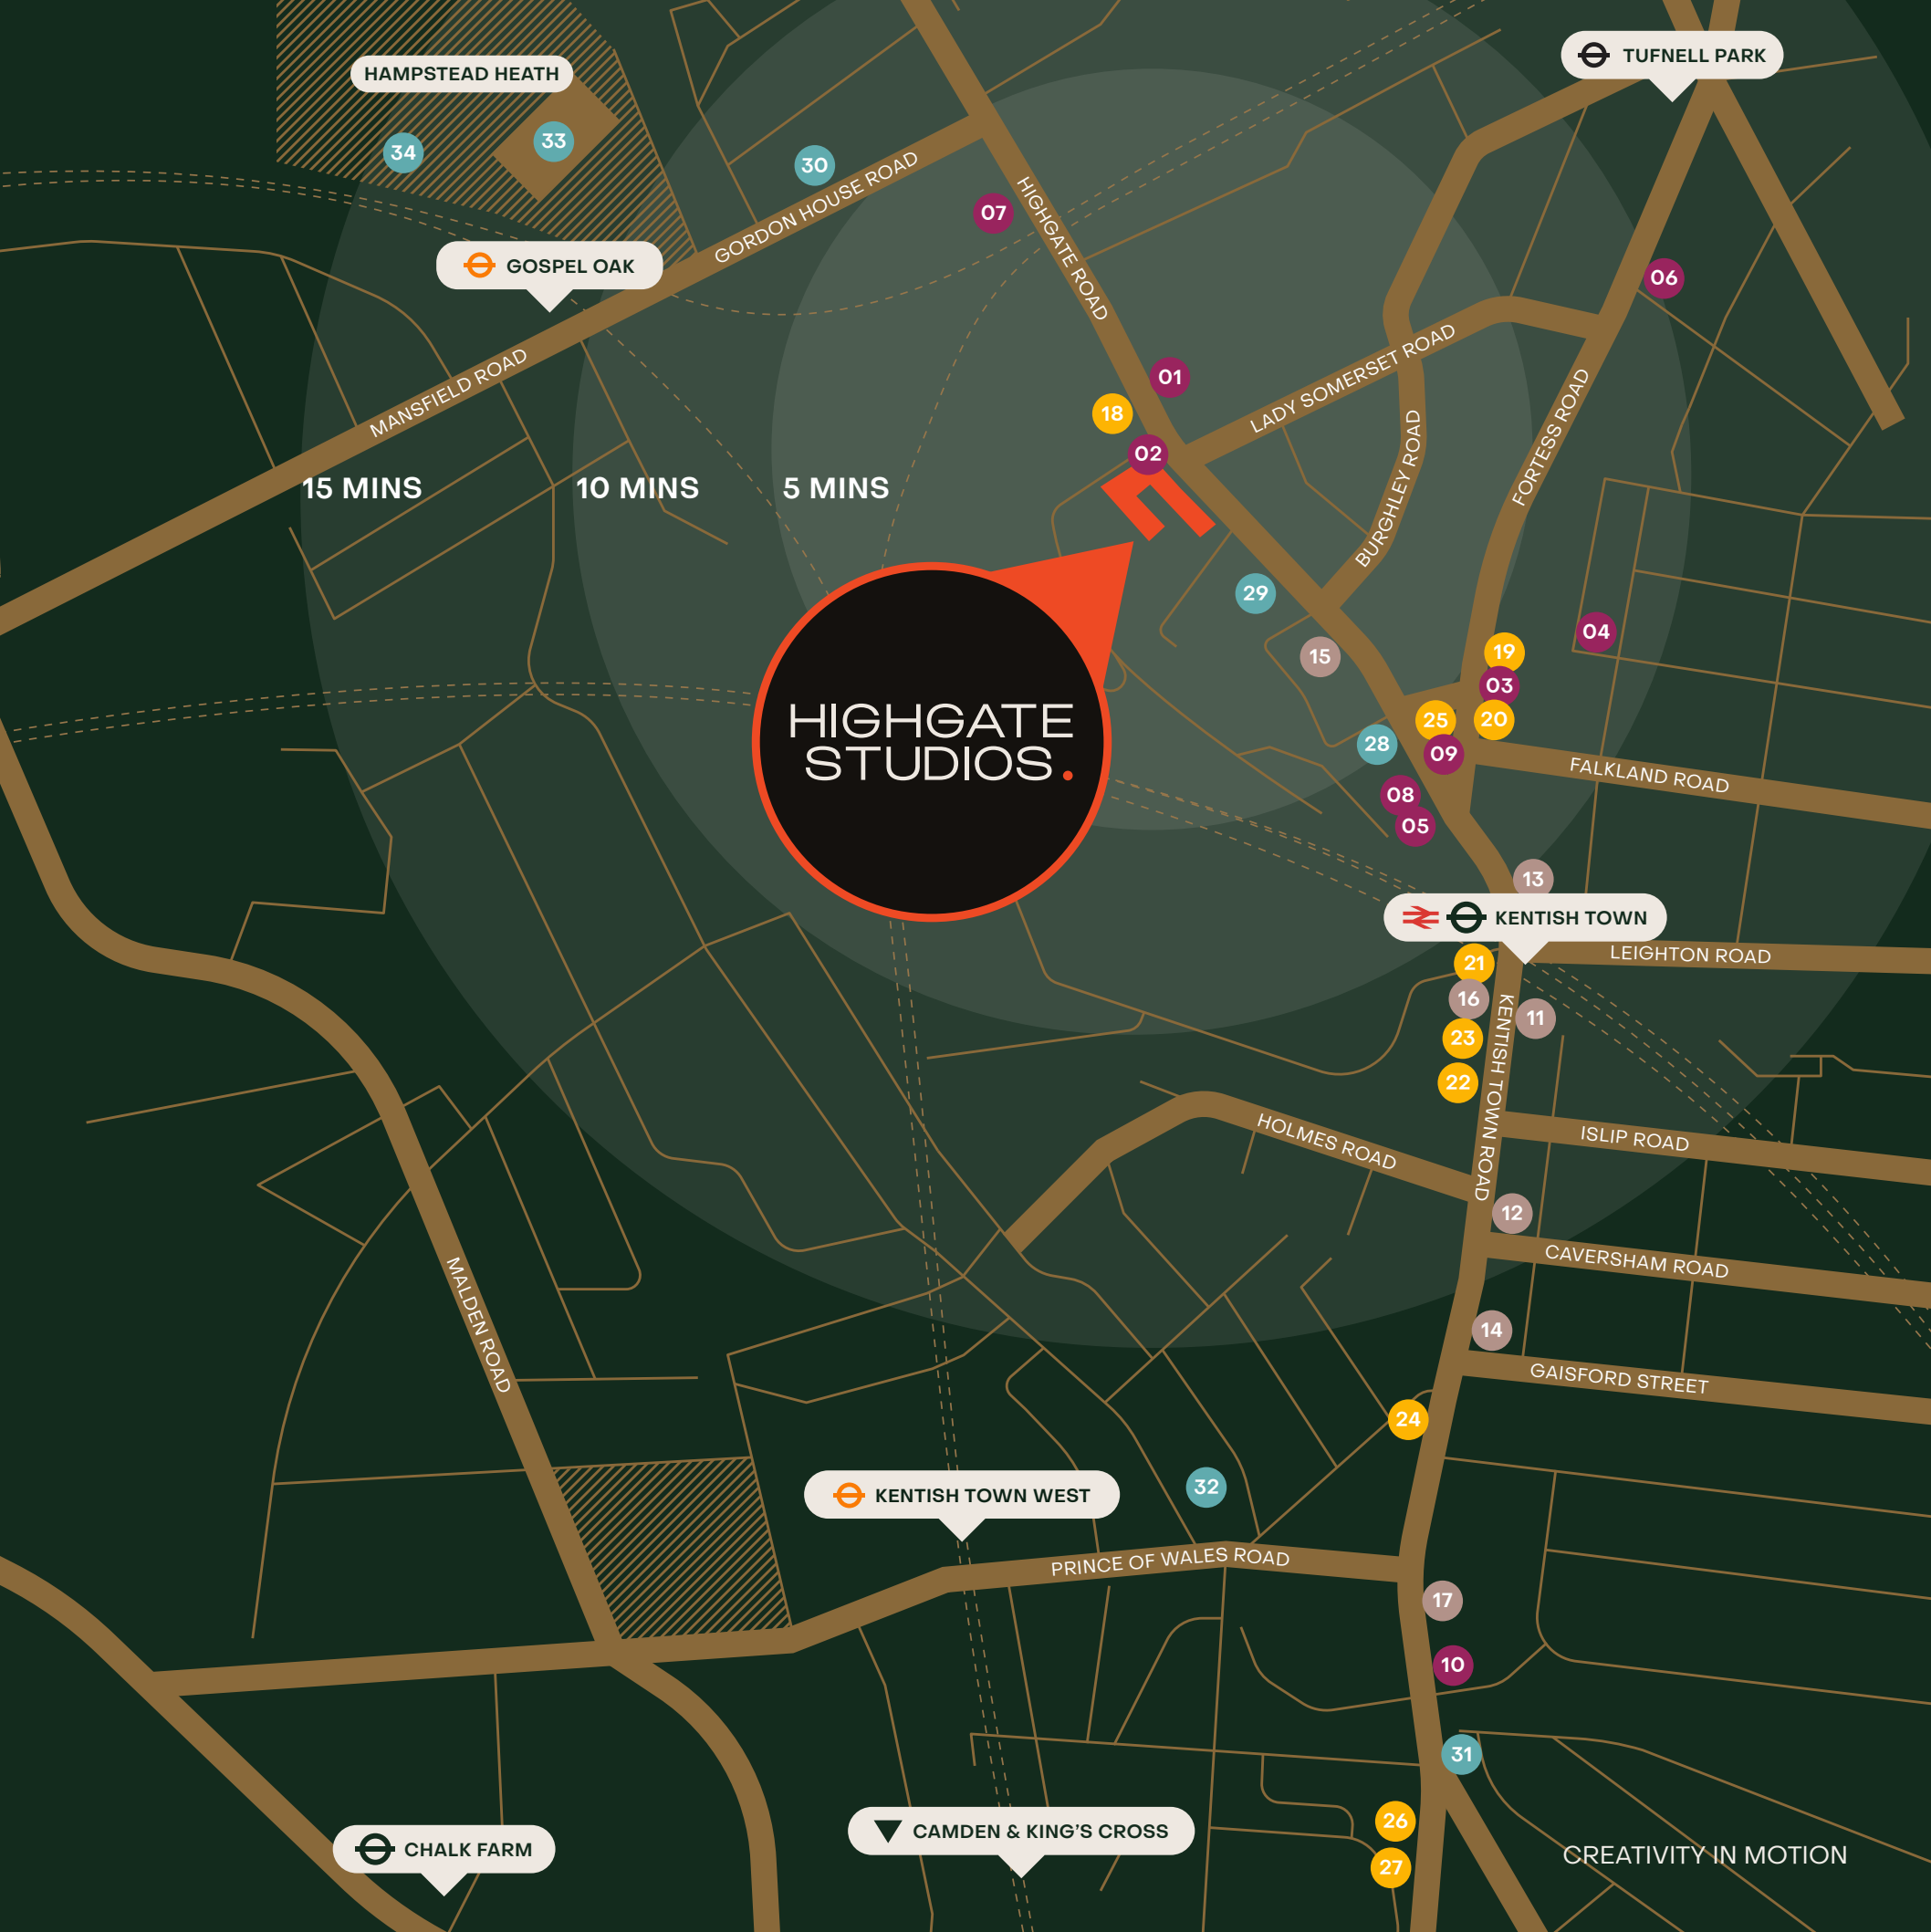 TUFNELL PARK
HAMPSTEAD HEATH
33
34
30
GORDON HOUSE ROAD
07
HIGHGATE ROAD
GOSPEL OAK
06
01
MANSFIELD ROAD
LADY SOMERSET ROAD
18
FORTESS ROAD
02
BURGHLEY ROAD
15 MINS
10 MINS
5 MINS
29
04
15
19
03
HIGHGATE
STUDIOS.
25
20
28
09
FALKLAND ROAD
08
05
13
KENTISH TOWN
LEIGHTON ROAD
21
16
11
23
KENTISH TOWN ROAD
22
HOLMES ROAD
ISLIP ROAD
12
CAVERSHAM ROAD
MALDEN ROAD
14
GAISFORD STREET
24
32
KENTISH TOWN WEST
PRINCE OF WALES ROAD
17
10
31
26
CAMDEN & KING'S CROSS
CHALK FARM
CREATIVITY IN MOTION
27